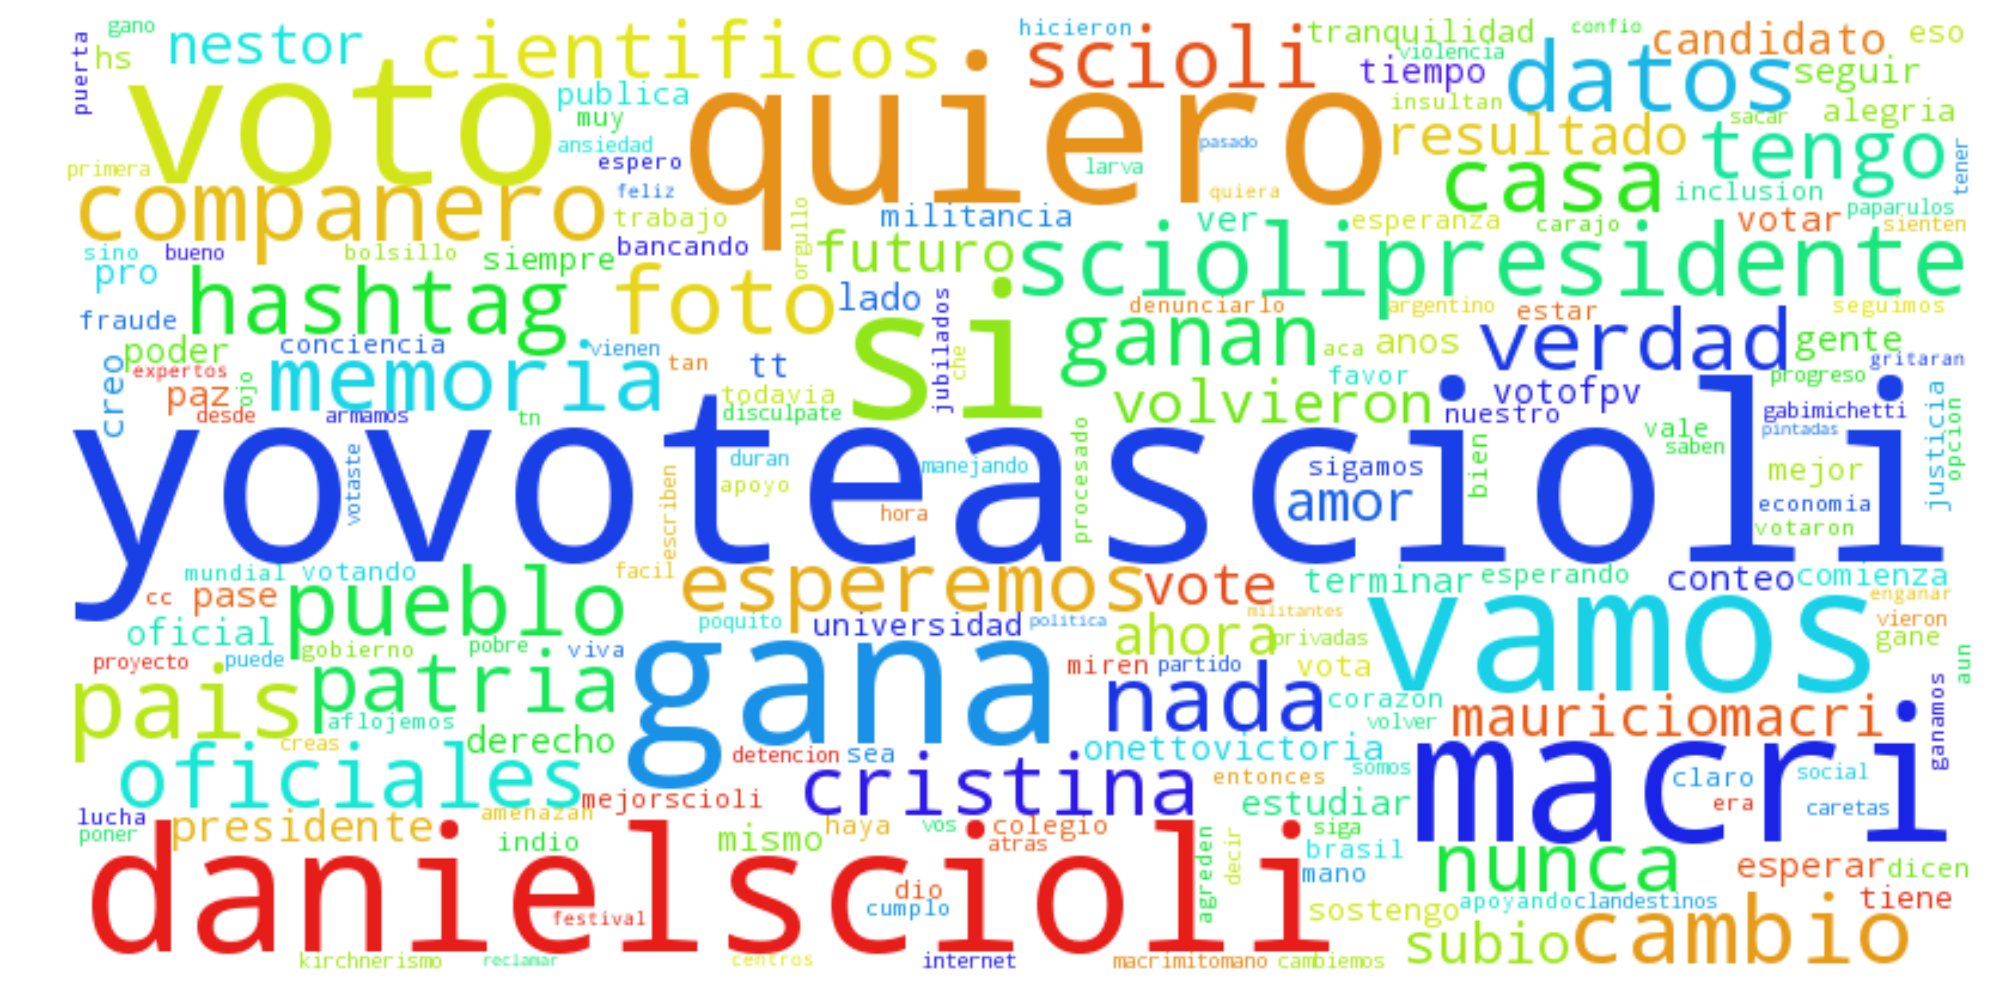 gano
puerta
hs
nestor
cientificos
hicieron
scioli
tranquilidad
violencia
confio
candidato
eso
voto
publica
muy
ansiedad
espero
quiero
tiempo
datos
seguir
insultan
sacar
alegria
resultado
tengo
tener
primera
companero
feliz
trabajo
bancando
orgullo
larva
pasado
quiera
militancia
ver
casa
inclusion
paparulos
esperanza
carajo
votar
sienten
sino
bueno
bolsillo
siempre
pro
futuro
sciolipresidente
hashtag
foto
lado
jubilados
si
denunciarlo
argentino
estar
seguimos
fraude
ganan
verdad
gente
aca
anos
gritaran
poder
conciencia
vienen
tan
tt
che
favor
progreso
creo
expertos
paz
ojo
memoria
todavia
disculpate
volvieron
votofpv
nuestro
gabimichetti
pintadas
justicia
opcion
desde
armamos
tn
yovoteascioli
votaste
escriben
duran
apoyo
manejando
hora
procesado
sigamos
amor
bien
vale
saben
mejor
economia
votaron
mundial
votando
facil
esperemos
vote
terminar
esperando
conteo
comienza
enganar
cc
pase
pueblo
poquito
universidad
politica
militantes
vamos
vieron
gane
oficial
gobierno
pobre
viva
ahora
privadas
proyecto
puede
miren
partido
vota
aun
pais
patria
gana
nada
corazon
volver
mauriciomacri
ganamos
aflojemos
creas
derecho
detencion
sea
onettovictoria
entonces
somos
macri
claro
social
oficiales
mejorscioli
cristina
estudiar
era
caretas
lucha
poner
presidente
amenazan
indio
mismo
haya
vos
colegio
atras
agreden
decir
siga
brasil
mano
nunca
esperar
dicen
danielscioli
festival
dio
cumplo
sostengo
apoyando
clandestinos
tiene
subio
cambio
kirchnerismo
reclamar
centros
internet
macrimitomano
cambiemos